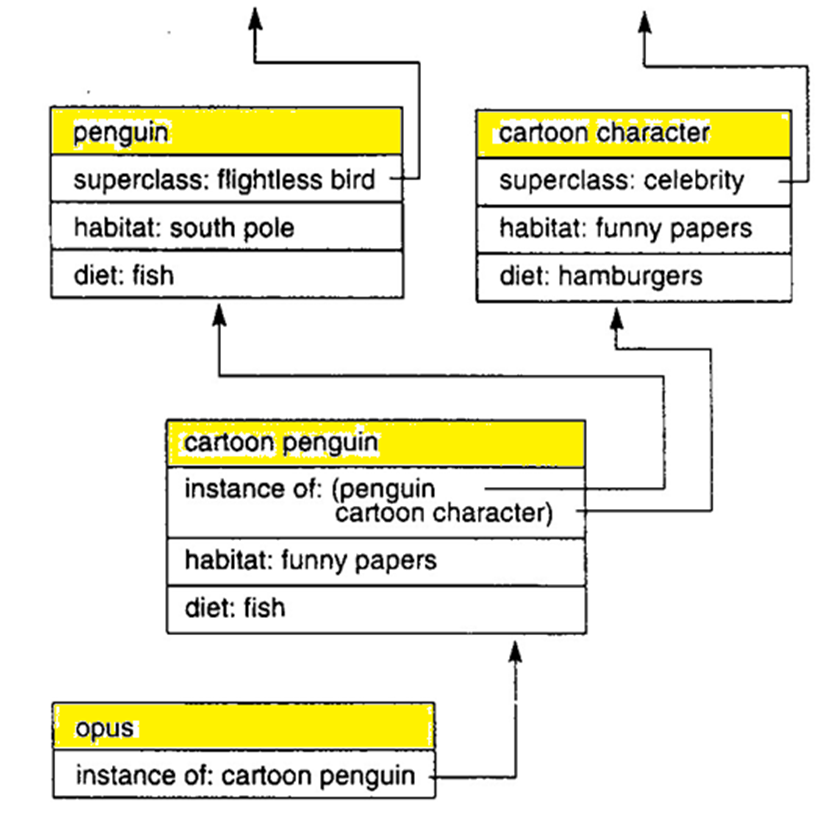 penguin
superclass: flightless bird
habitat: south pole
diet: fish
cartoon character
superclass: celebrity
habitat: funny papers
diet: hamburgers
cartoon penguin
instance of: (penguin
cartoon character)
habitat: funny papers
diet: fish
opus
instance of: cartoon penguin